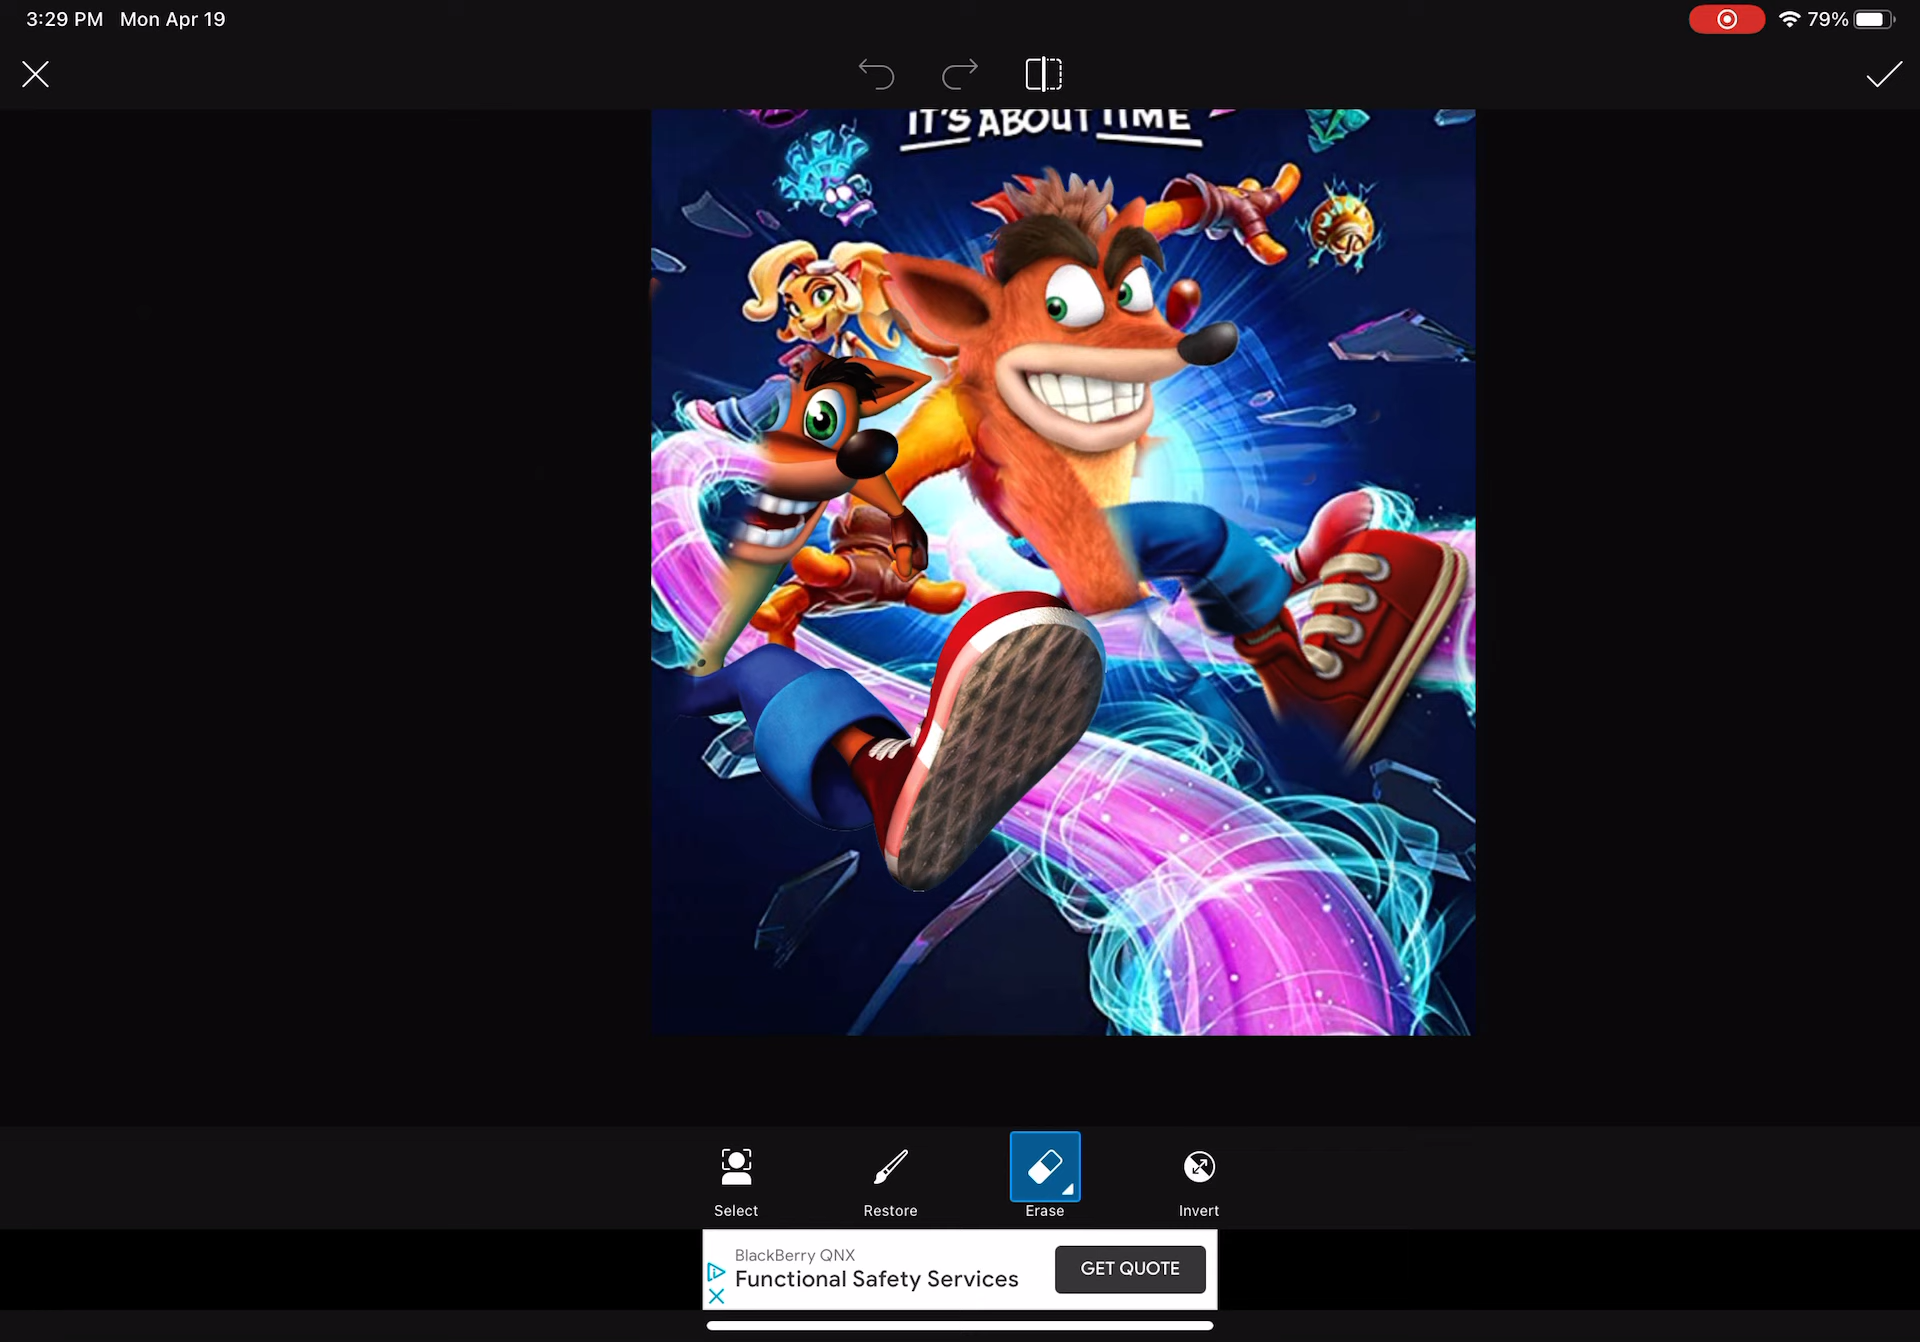 3:29 PM Mon Apr 19
79%
IT'S ABOUT TIME
Select
Restore
Erase
Invert
BlackBerry QNX
Functional Safety Services
GET QUOTE